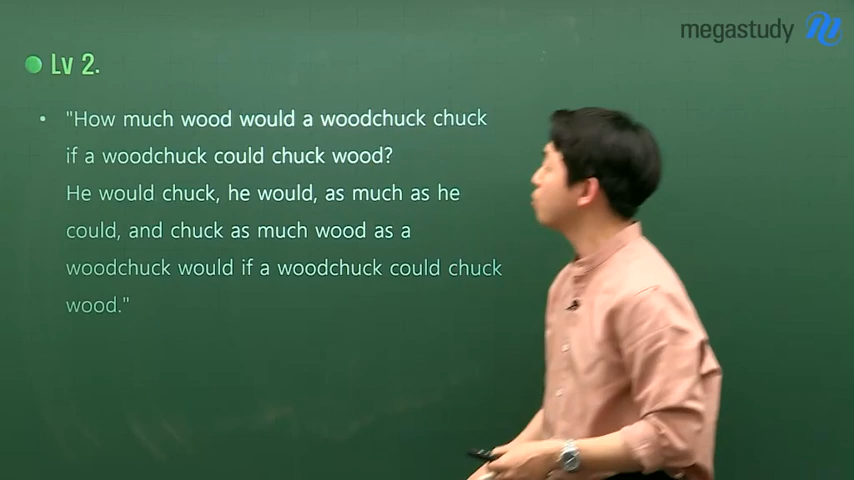 megastudy
Lv 2.
• "How much wood would a woodchuck chuck
if a woodchuck could chuck wood?
He would chuck, he would, as much as he
could, and chuck as much wood as a
woodchuck would if a woodchuck could chuck
wood."